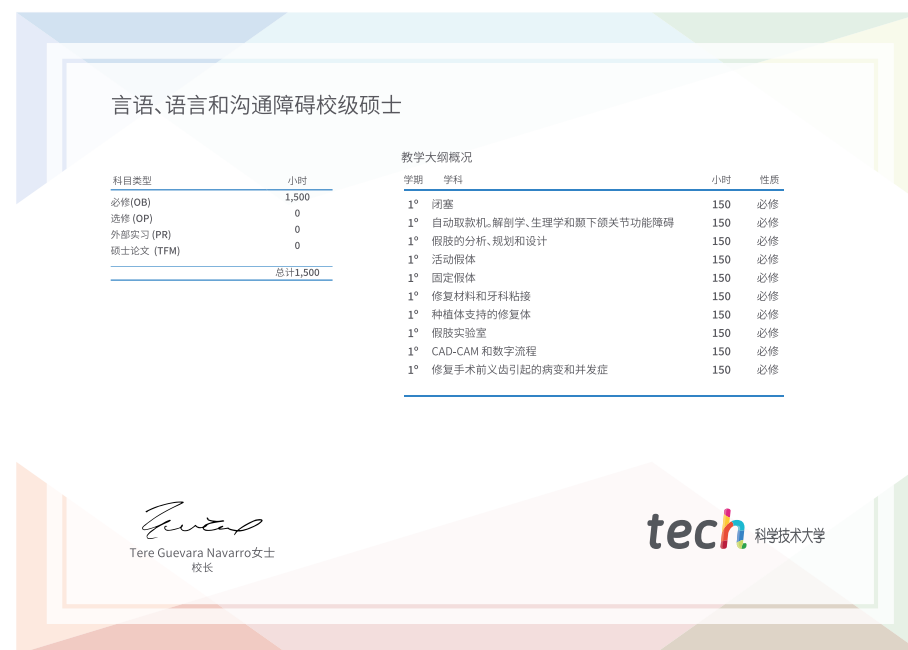 言语、语言和沟通障碍校级硕士
科目类型 小时
必修(OB) 1,500
选修 (OP) 0
外部实习 (PR) 0
硕士论文 (TFM) 0
总计1,500
教学大纲概况
学期 学科 小时 性质
1º 闭塞 150 必修
1º 自动取款机。解剖学、生理学和颞下颌关节功能障碍 150 必修
1º 假肢的分析、规划和设计 150 必修
1º 活动假体 150 必修
1º 固定假体 150 必修
1º 修复材料和牙科粘接 150 必修
1º 种植体支持的修复体 150 必修
1º 假肢实验室 150 必修
1º CAD-CAM 和数字流程 150 必修
1º 修复手术前义齿引起的病变和并发症 150 必修
Tere Guevara Navarro女士
校长
tech 科学技术大学